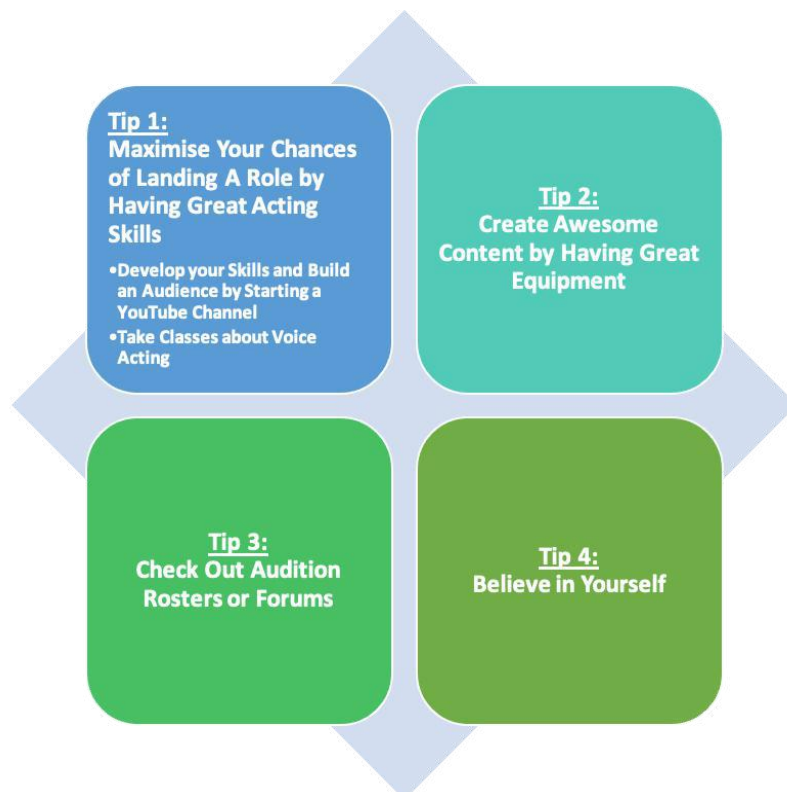 Tip 1:
Maximise Your Chances
of Landing A Role by
Having Great Acting
Skills
•Develop your Skills and Build
an Audience by Starting a
YouTube Channel
•Take Classes about Voice
Acting
Tip 2:
Create Awesome
Content by Having Great
Equipment
Tip 3:
Check Out Audition
Rosters or Forums
Tip 4:
Believe in Yourself